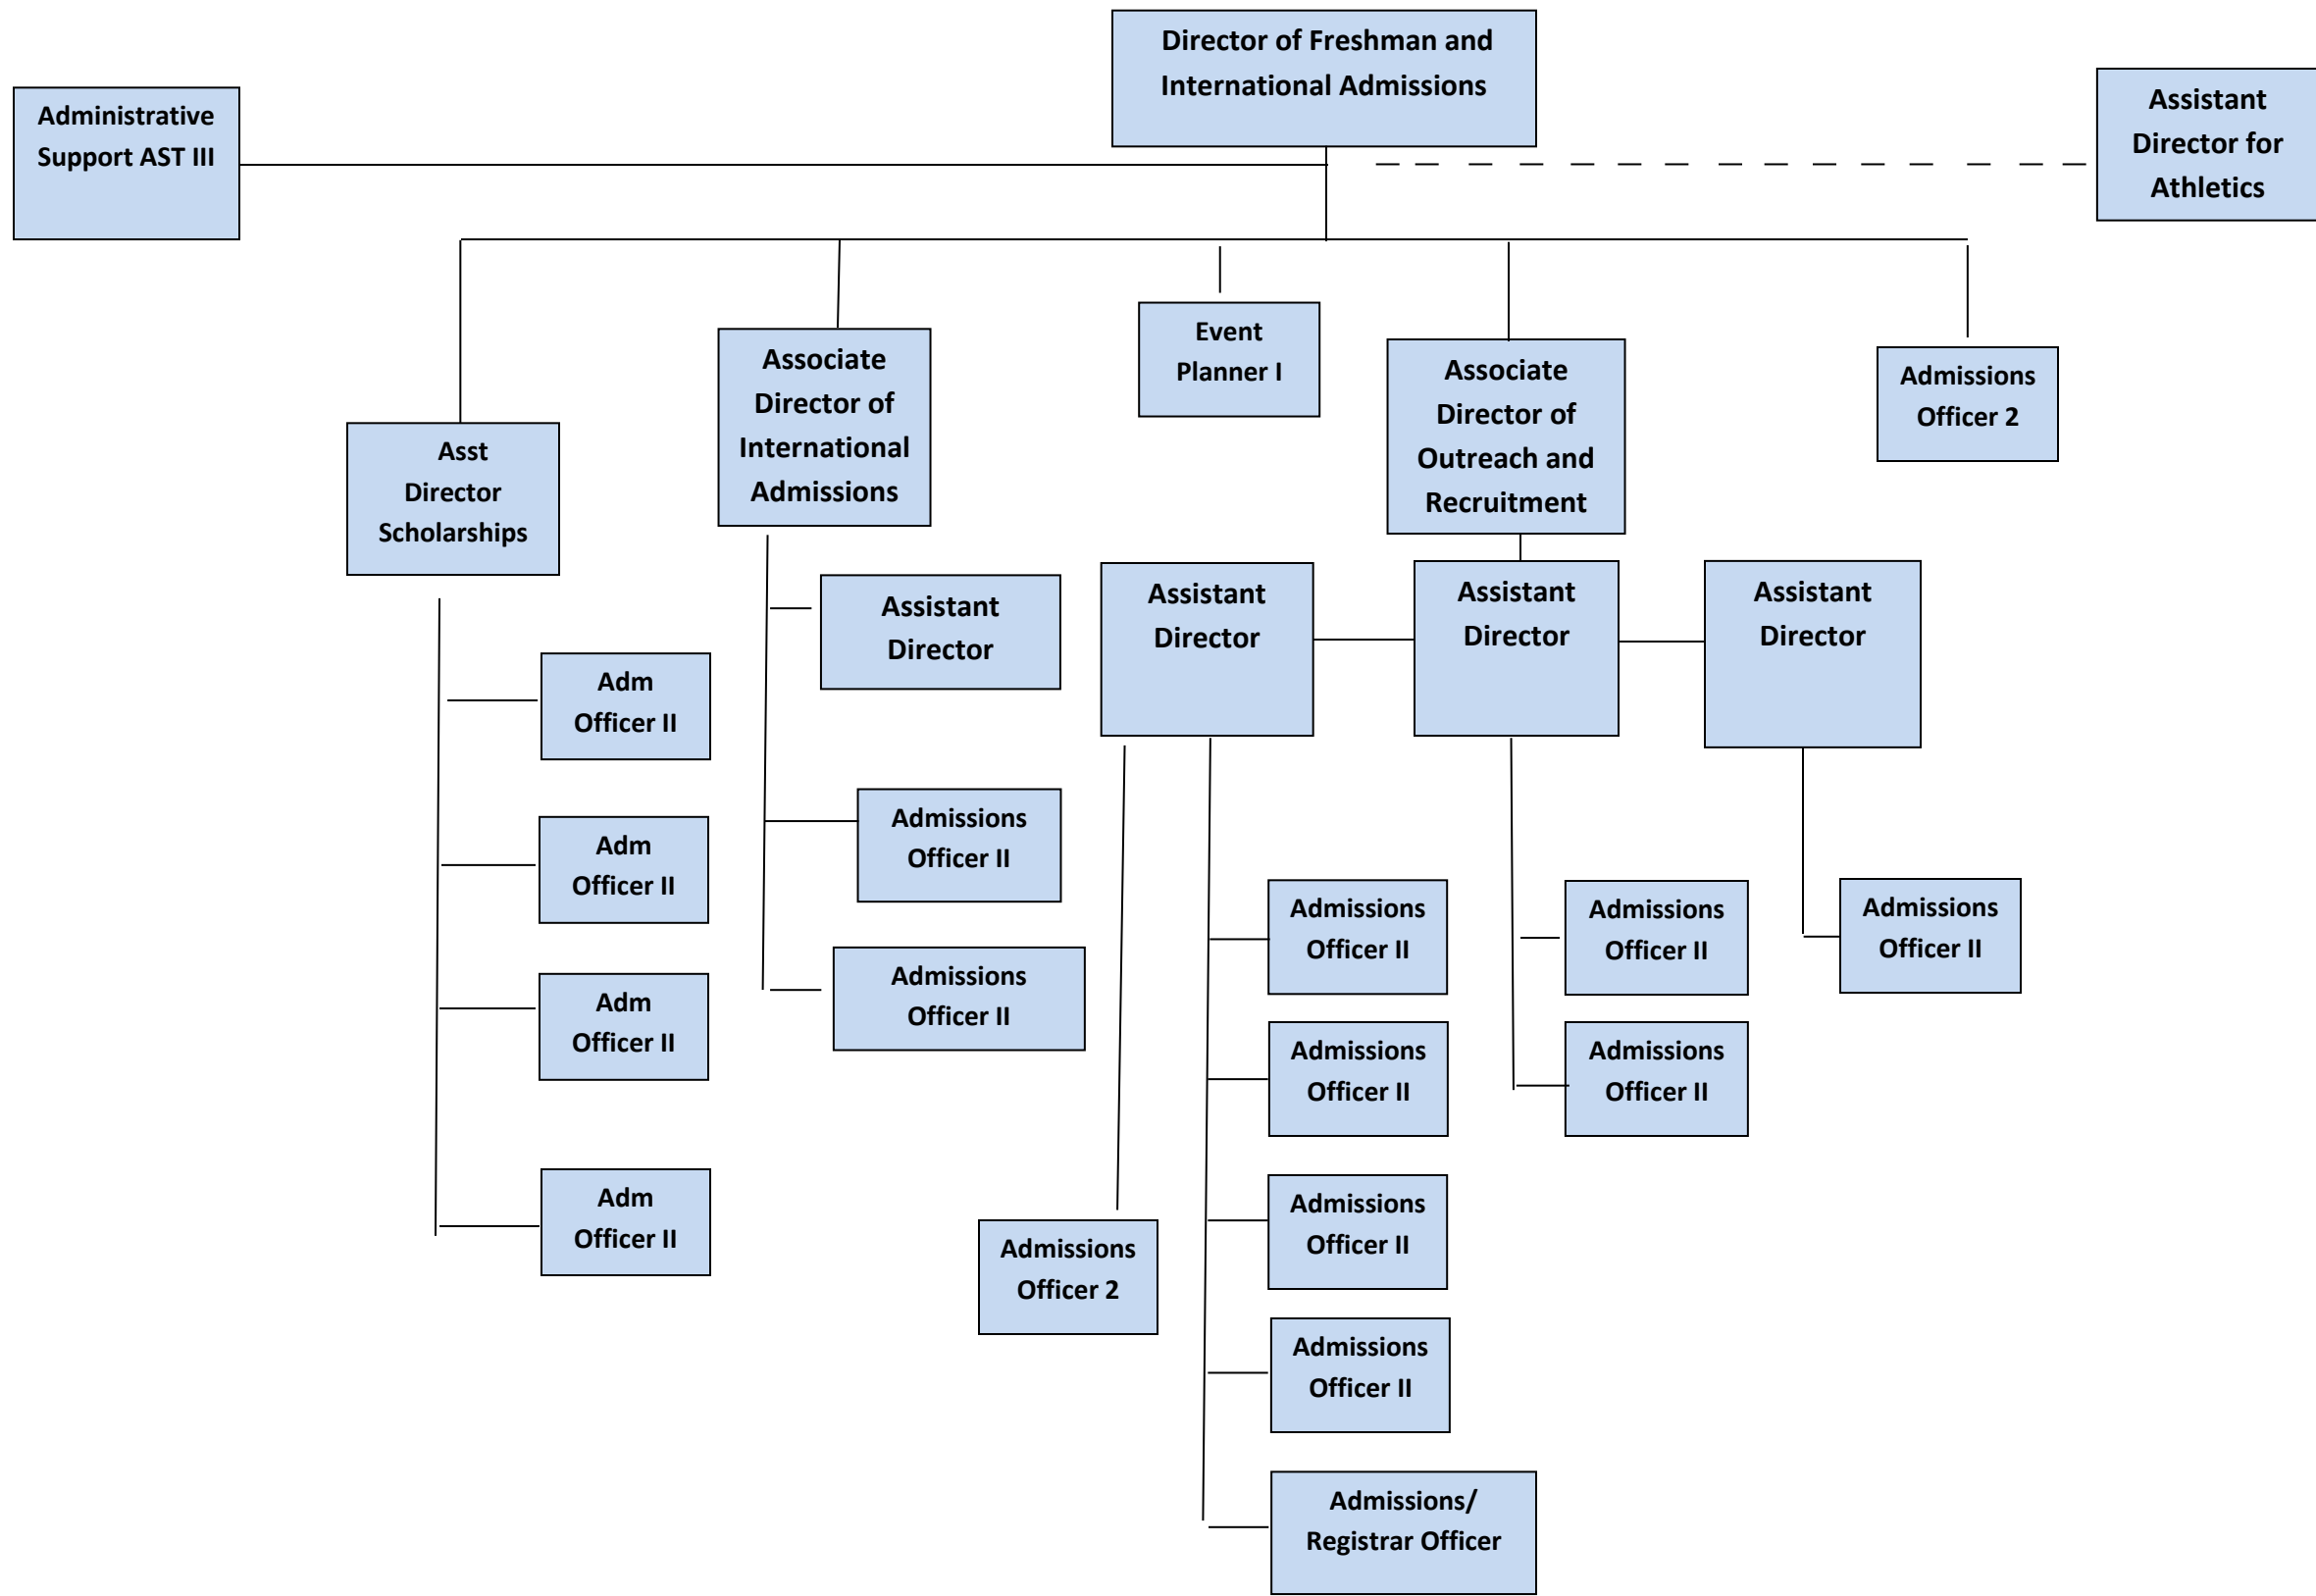 Director of Freshman and
International Admissions
Administrative
Support AST III
Assistant
Director for
Athletics
Asst
Director
Scholarships
Associate
Director of
International
Admissions
Event
Planner I
Associate
Director of
Outreach and
Recruitment
Admissions
Officer 2
Adm
Officer II
Adm
Officer II
Adm
Officer II
Adm
Officer II
Assistant
Director
Admissions
Officer II
Admissions
Officer II
Assistant
Director
Assistant
Director
Assistant
Director
Admissions
Officer 2
Admissions
Officer II
Admissions
Officer II
Admissions
Officer II
Admissions
Officer II
Admissions/
Registrar Officer
Admissions
Officer II
Admissions
Officer II
Admissions
Officer II